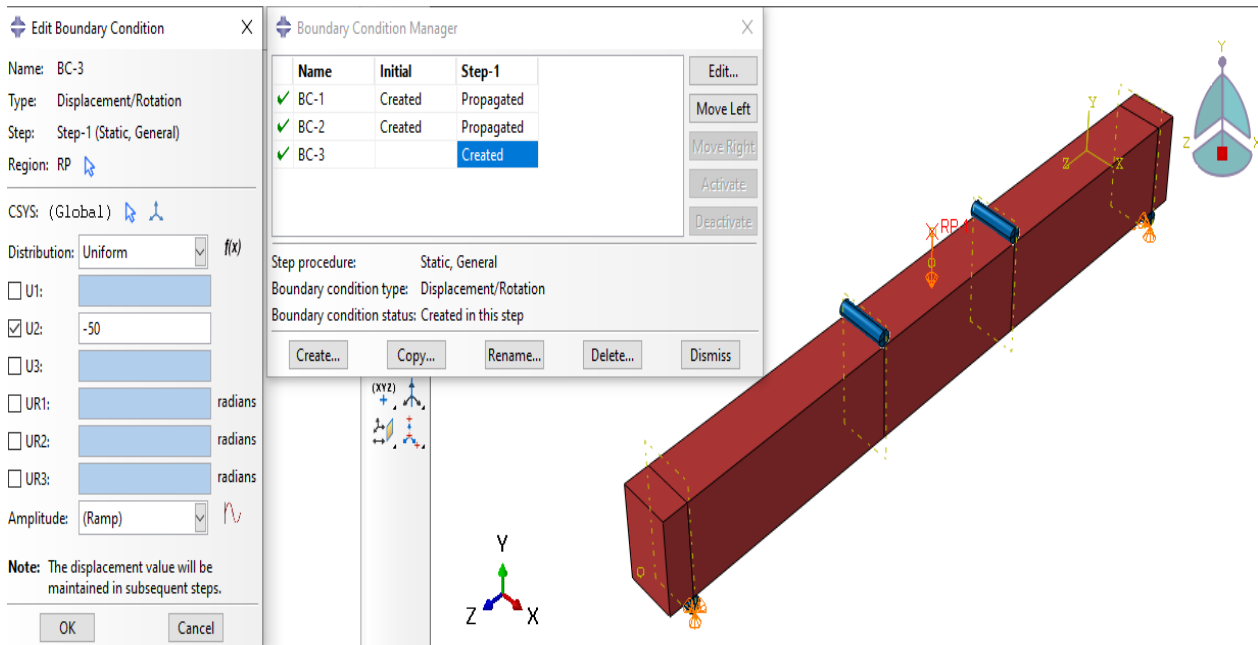 Edit Boundary Condition X
Name: BC-3
Type: Displacement/Rotation
Step: Step-1 (Static, General)
Region: RP
CSYS: (Global)
Distribution: Uniform f(x)
U1:
U2: -50
U3:
UR1: radians
UR2: radians
UR3: radians
Amplitude: (Ramp)
Note: The displacement value will be
maintained in subsequent steps.
OK Cancel
Boundary Condition Manager X
Name Initial Step-1
BC-1 Created Propagated
BC-2 Created Propagated
BC-3 Created
Edit...
Move Left
Move Right
Activate
Deactivate
Step procedure: Static, General
Boundary condition type: Displacement/Rotation
Boundary condition status: Created in this step
Create... Copy... Rename... Delete... Dismiss
(XYZ)
Y
Z X
Y
Z X
RP
Y
Z X